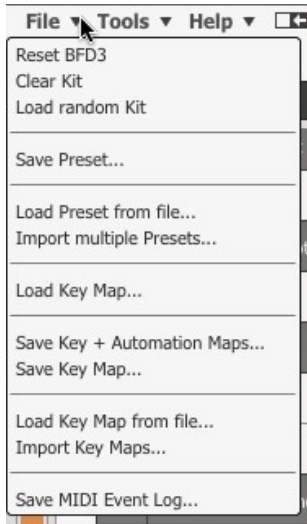 File ▼ Tools ▼ Help ▼
Reset BFD3
Clear Kit
Load random Kit
Save Preset...
Load Preset from file...
Import multiple Presets...
Load Key Map...
Save Key + Automation Maps...
Save Key Map...
Load Key Map from file...
Import Key Maps...
Save MIDI Event Log...